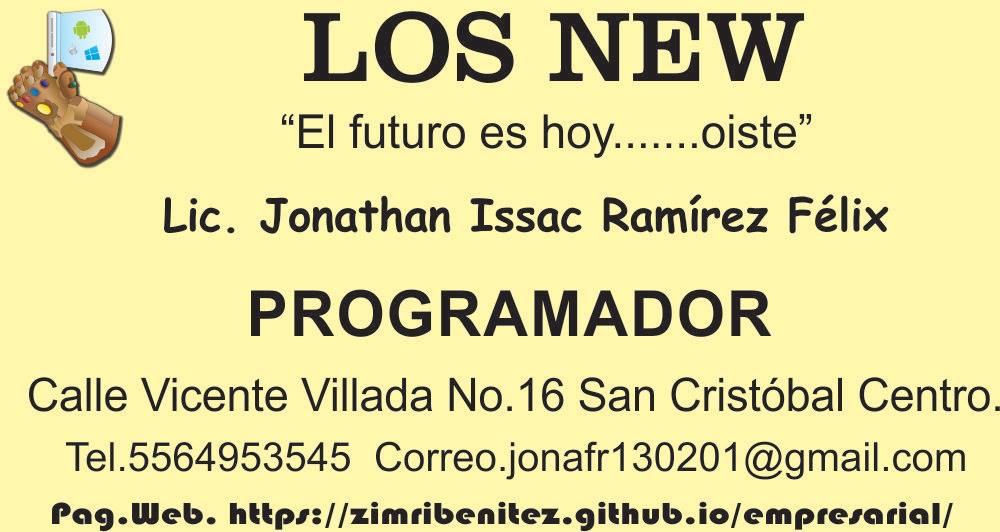 LOS NEW
“El futuro es hoy.......oiste”
Lic. Jonathan Issac Ramírez Félix
PROGRAMADOR
Calle Vicente Villada No.16 San Cristóbal Centro.
Tel.5564953545 Correo.jonafr130201@gmail.com
Pag.Web. https://zimribenitez.github.io/empresarial/